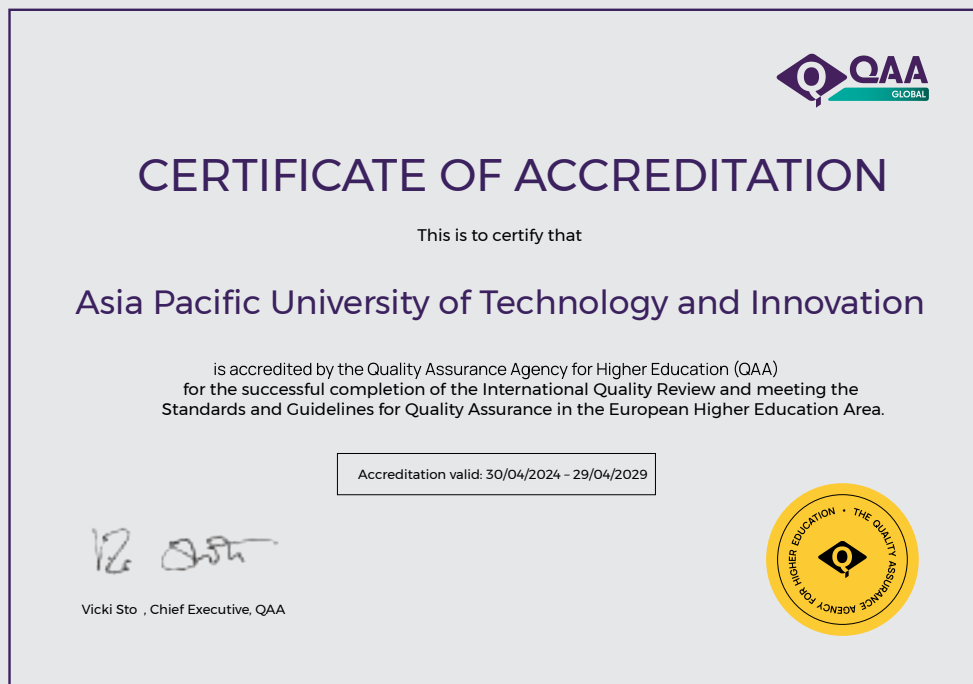 QAA
GLOBAL
CERTIFICATE OF ACCREDITATION
This is to certify that
Asia Pacific University of Technology and Innovation
is accredited by the Quality Assurance Agency for Higher Education (QAA)
for the successful completion of the International Quality Review and meeting the
Standards and Guidelines for Quality Assurance in the European Higher Education Area.
Accreditation valid: 30/04/2024 – 29/04/2029
Vicki Sto , Chief Executive, QAA
THE QUALITY ASSURANCE AGENCY FOR HIGHER EDUCATION •